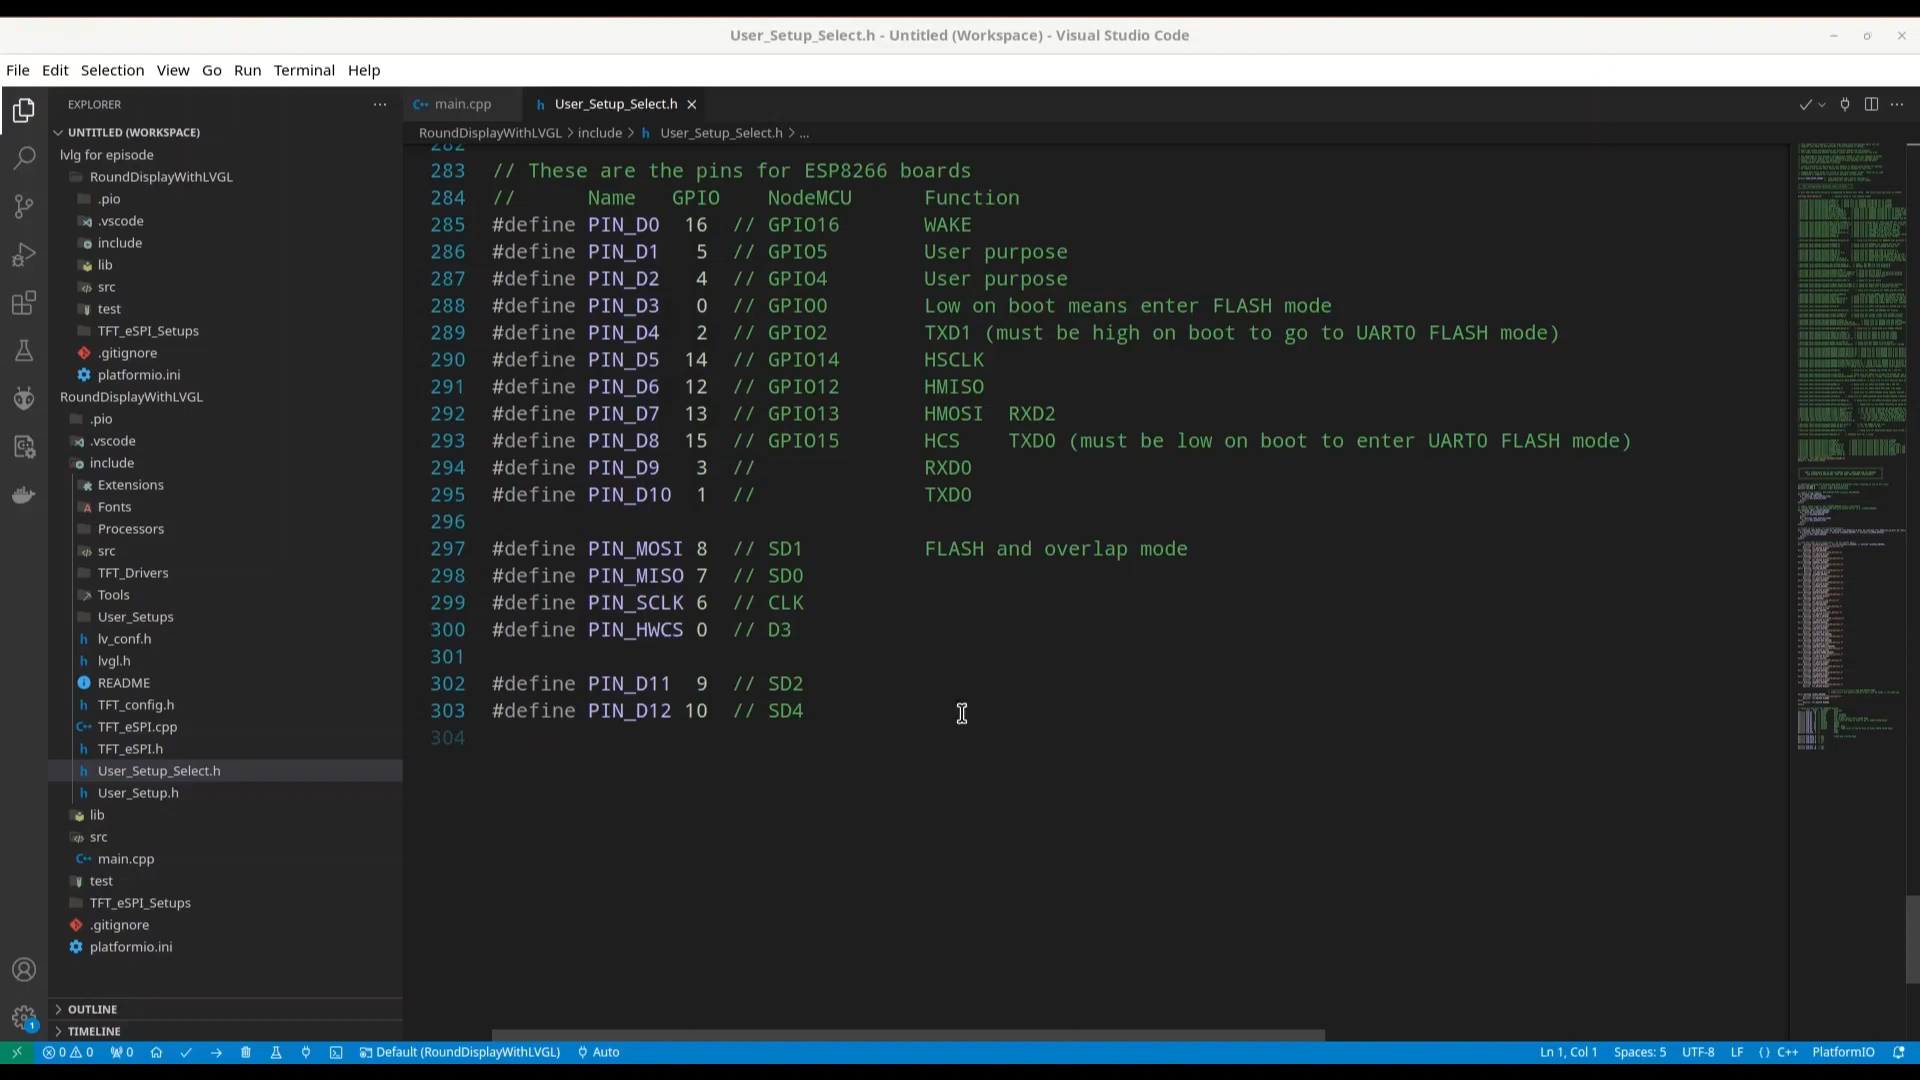 User_Setup_Select.h - Untitled (Workspace) - Visual Studio Code
File Edit Selection View Go Run Terminal Help
EXPLORER
UNTITLED (WORKSPACE)
lvlg for episode
RoundDisplayWithLVGL
.pio
.vscode
include
lib
src
test
TFT_eSPI_Setups
.gitignore
platformio.ini
RoundDisplayWithLVGL
.pio
.vscode
include
Extensions
Fonts
Processors
src
TFT_Drivers
Tools
User_Setups
lv_conf.h
lvgl.h
README
TFT_config.h
TFT_eSPI.cpp
TFT_eSPI.h
User_Setup_Select.h
User_Setup.h
lib
src
main.cpp
test
TFT_eSPI_Setups
.gitignore
platformio.ini
OUTLINE
TIMELINE
main.cpp User_Setup_Select.h
RoundDisplayWithLVGL > include > h User_Setup_Select.h > ...
282
283 // These are the pins for ESP8266 boards
284 // Name GPIO NodeMCU Function
285 #define PIN_D0 16 // GPIO16 WAKE
286 #define PIN_D1 5 // GPIO5 User purpose
287 #define PIN_D2 4 // GPIO4 User purpose
288 #define PIN_D3 0 // GPIO0 Low on boot means enter FLASH mode
289 #define PIN_D4 2 // GPIO2 TXD1 (must be high on boot to go to UART0 FLASH mode)
290 #define PIN_D5 14 // GPIO14 HSCLK
291 #define PIN_D6 12 // GPIO12 HMISO
292 #define PIN_D7 13 // GPIO13 HMOSI RXD2
293 #define PIN_D8 15 // GPIO15 HCS TXD0 (must be low on boot to enter UART0 FLASH mode)
294 #define PIN_D9 3 // RXD0
295 #define PIN_D10 1 // TXD0
296
297 #define PIN_MOSI 8 // SD1 FLASH and overlap mode
298 #define PIN_MISO 7 // SD0
299 #define PIN_SCLK 6 // CLK
300 #define PIN_HWCS 0 // D3
301
302 #define PIN_D11 9 // SD2
303 #define PIN_D12 10 // SD4
304
1
0 0 0 Default (RoundDisplayWithLVGL) Auto Ln 1, Col 1 Spaces: 5 UTF-8 LF {} C++ PlatformIO